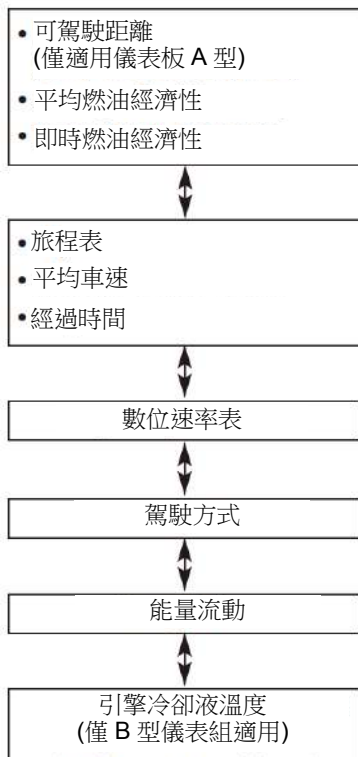 • 可駕駛距離
(僅適用儀表板 A 型)
• 平均燃油經濟性
• 即時燃油經濟性
• 旅程表
• 平均車速
• 經過時間
數位速率表
駕駛方式
能量流動
引擎冷卻液溫度
(僅 B 型儀表組適用)